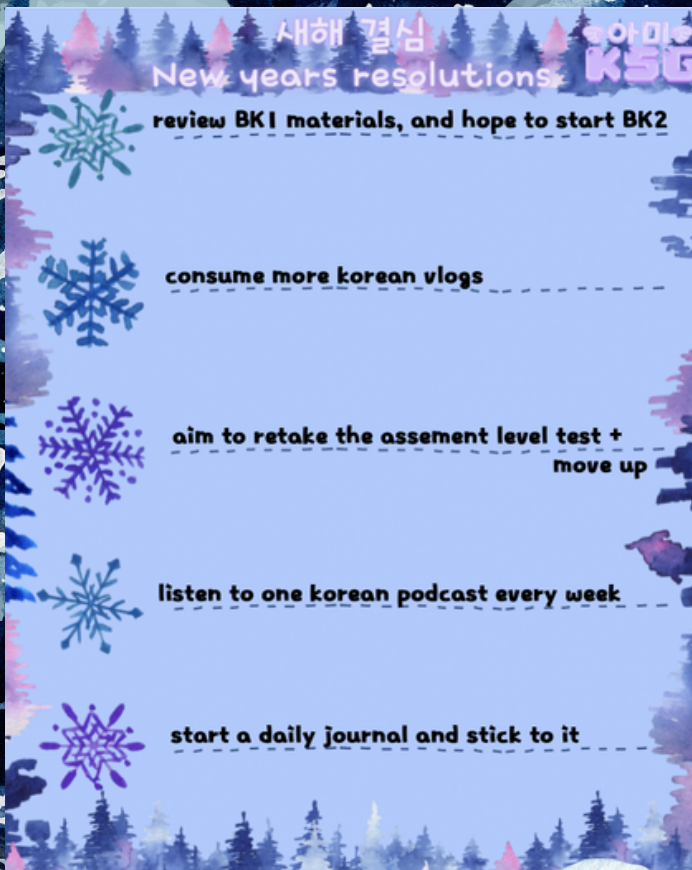 새해 결심
New years resolutions
아미
KSG
review BK1 materials, and hope to start BK2
consume more korean vlogs
aim to retake the assement level test +
move up
listen to one korean podcast every week
start a daily journal and stick to it